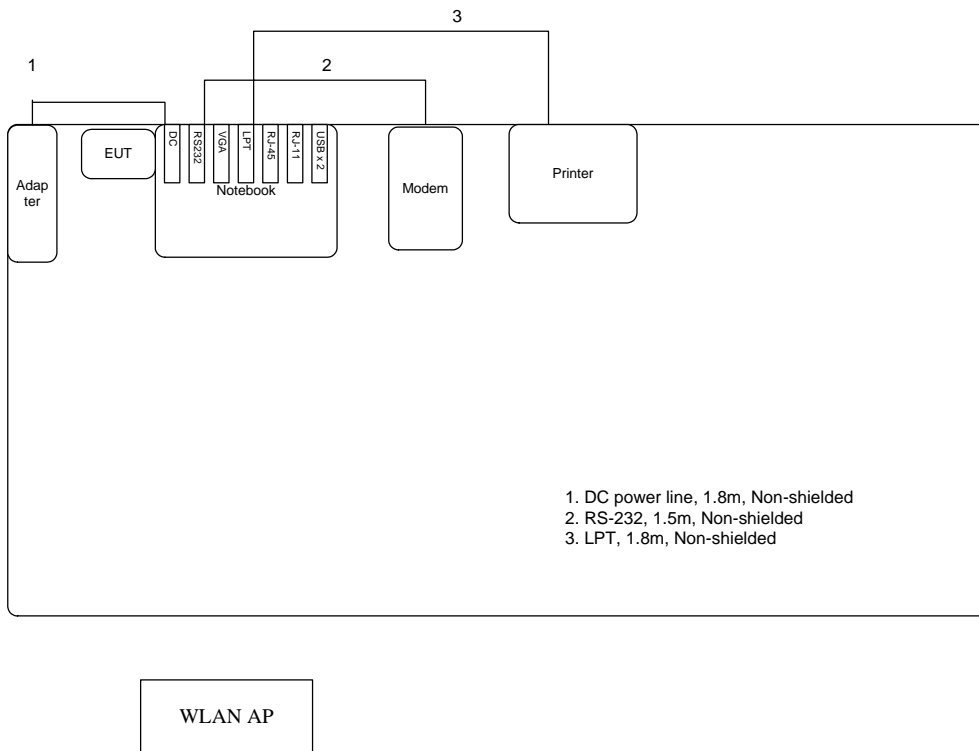 3
1
2
EUT
DC
RS232
VGA
LPT
RJ-45
RJ-11
USB x 2
Notebook
Adap
ter
Modem
Printer
1. DC power line, 1.8m, Non-shielded
2. RS-232, 1.5m, Non-shielded
3. LPT, 1.8m, Non-shielded
WLAN AP